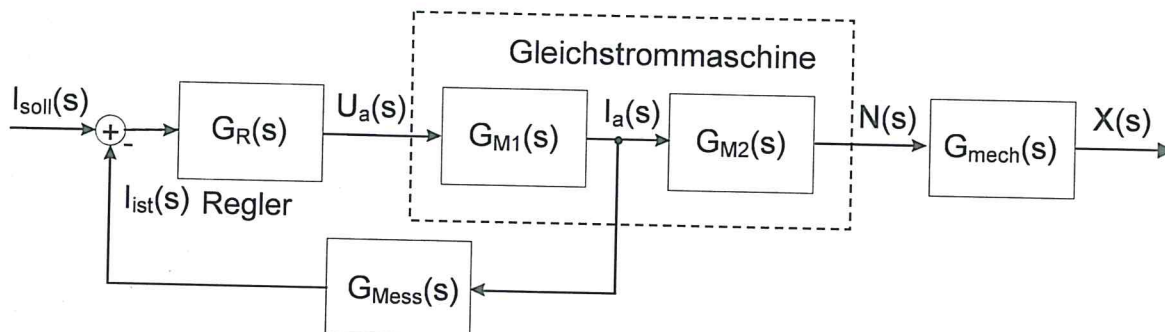 Gleichstrommaschine
I_soll(s)
+
-
G_R(s)
U_a(s)
G_M1(s)
I_a(s)
G_M2(s)
N(s)
G_mech(s)
X(s)
I_ist(s)
Regler
G_Mess(s)